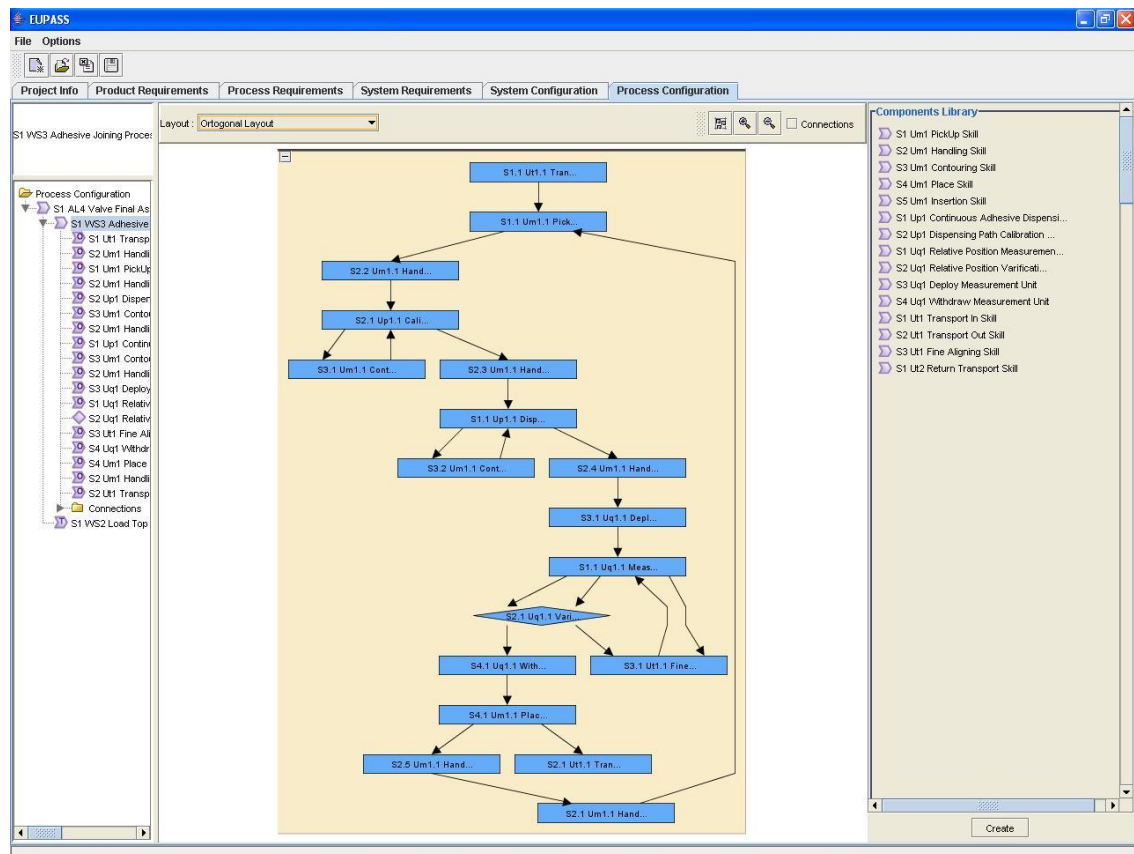 EUPASS
File Options
Project Info Product Requirements Process Requirements System Requirements System Configuration Process Configuration
S1 WS3 Adhesive Joining Proces
Layout : Ortogonal Layout
Connections
Components Library
Process Configuration
S1 AL4 Valve Final As
S1 WS3 Adhesive
S1 Ut1 Transp
S2 Um1 Handli
S1 Um1 PickUp
S2 Um1 Handli
S2 Up1 Disper
S3 Um1 Contou
S2 Um1 Handli
S1 Up1 Continu
S3 Um1 Contou
S2 Um1 Handli
S3 Uq1 Deploy
S1 Uq1 Relativ
S2 Uq1 Relativ
S3 Ut1 Fine Ali
S4 Uq1 Withdr
S4 Um1 Place
S2 Um1 Handli
S2 Ut1 Transp
Connections
S1 WS2 Load Top
S1.1 Ut1.1 Tran...
S1.1 Um1.1 Pick...
S2.2 Um1.1 Hand...
S2.1 Up1.1 Cali...
S3.1 Um1.1 Cont...
S2.3 Um1.1 Hand...
S1.1 Up1.1 Disp...
S3.2 Um1.1 Cont...
S2.4 Um1.1 Hand...
S3.1 Uq1.1 Depl...
S1.1 Uq1.1 Meas...
S2.1 Uq1.1 Vari...
S4.1 Uq1.1 With...
S3.1 Ut1.1 Fine...
S4.1 Um1.1 Plac...
S2.5 Um1.1 Hand...
S2.1 Ut1.1 Tran...
S2.1 Um1.1 Hand...
S1 Um1 PickUp Skill
S2 Um1 Handling Skill
S3 Um1 Contouring Skill
S4 Um1 Place Skill
S5 Um1 Insertion Skill
S1 Up1 Continuous Adhesive Dispensi...
S2 Up1 Dispensing Path Calibration ...
S1 Uq1 Relative Position Measuremen...
S2 Uq1 Relative Position Varificati...
S3 Uq1 Deploy Measurement Unit
S4 Uq1 Withdraw Measurement Unit
S1 Ut1 Transport In Skill
S2 Ut1 Transport Out Skill
S3 Ut1 Fine Aligning Skill
S1 Ut2 Return Transport Skill
Create